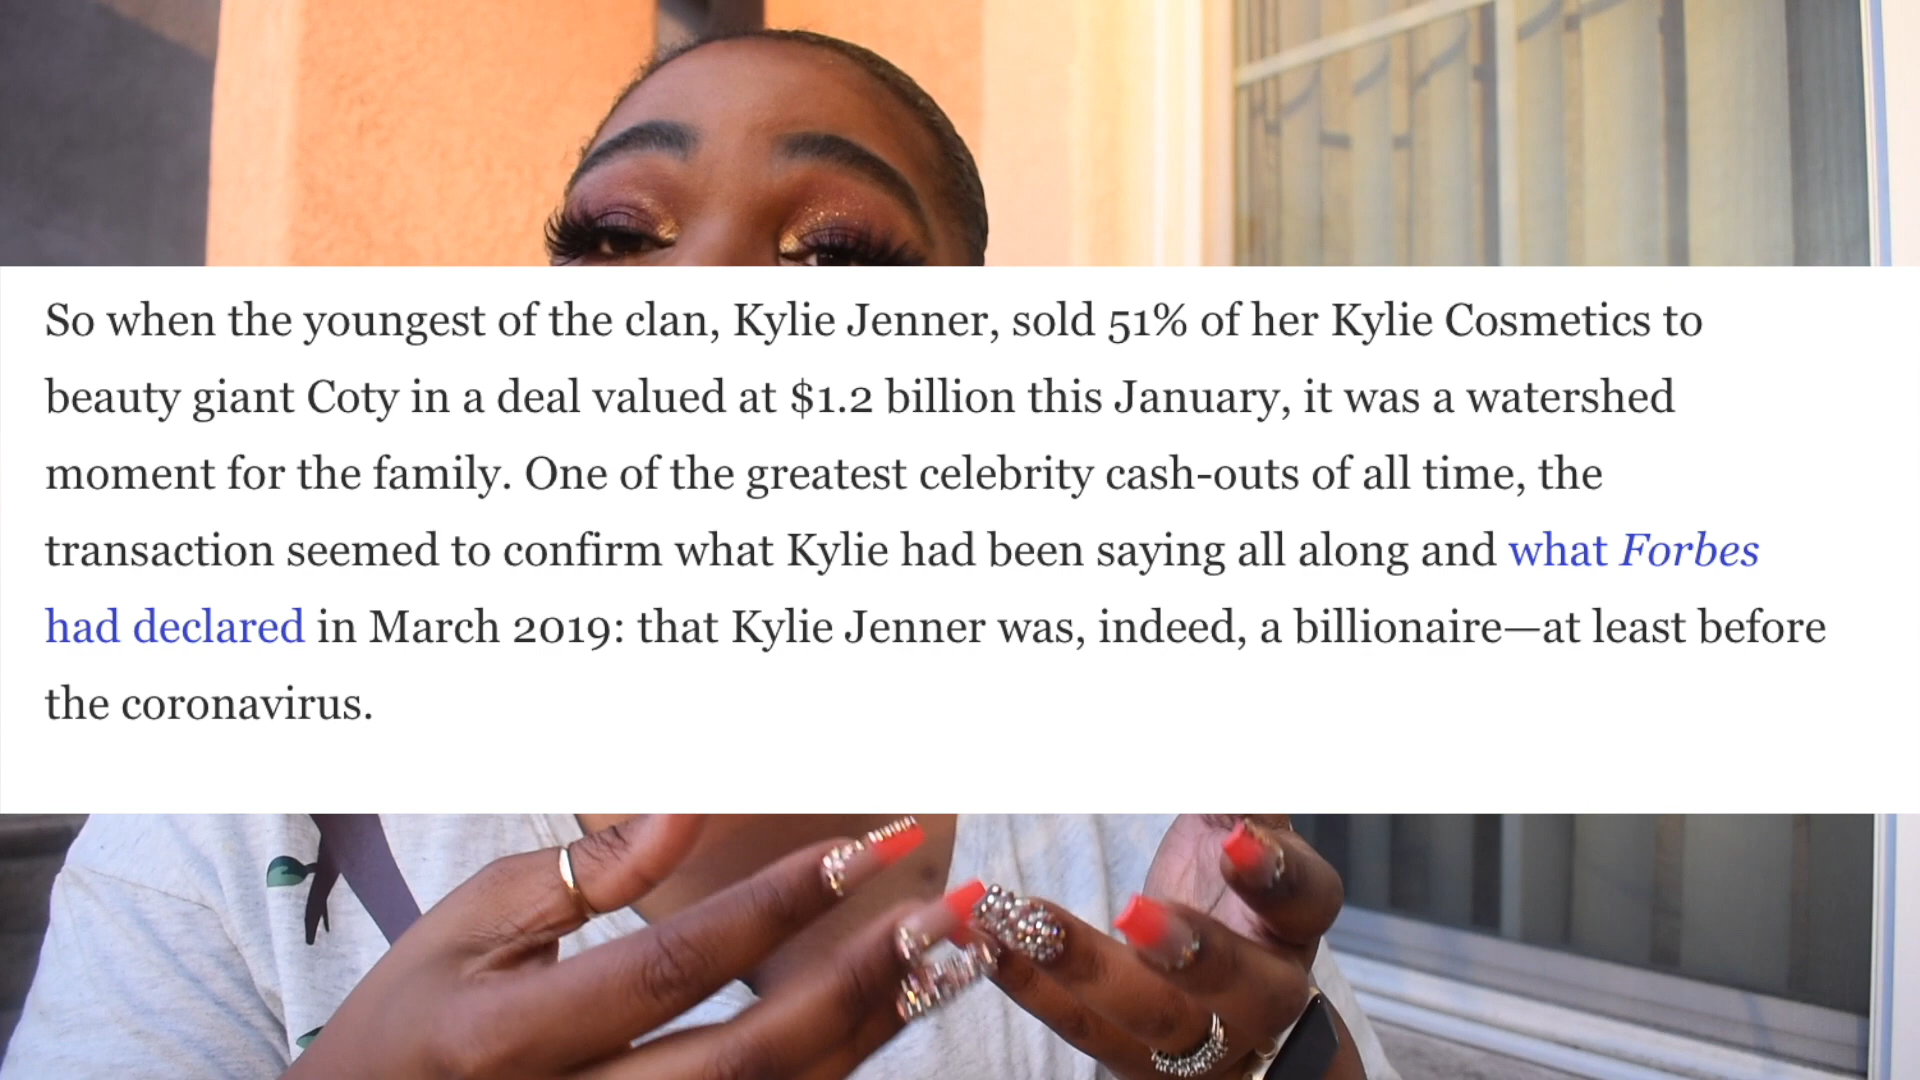 So when the youngest of the clan, Kylie Jenner, sold 51% of her Kylie Cosmetics to
beauty giant Coty in a deal valued at $1.2 billion this January, it was a watershed
moment for the family. One of the greatest celebrity cash-outs of all time, the
transaction seemed to confirm what Kylie had been saying all along and what Forbes
had declared in March 2019: that Kylie Jenner was, indeed, a billionaire—at least before
the coronavirus.